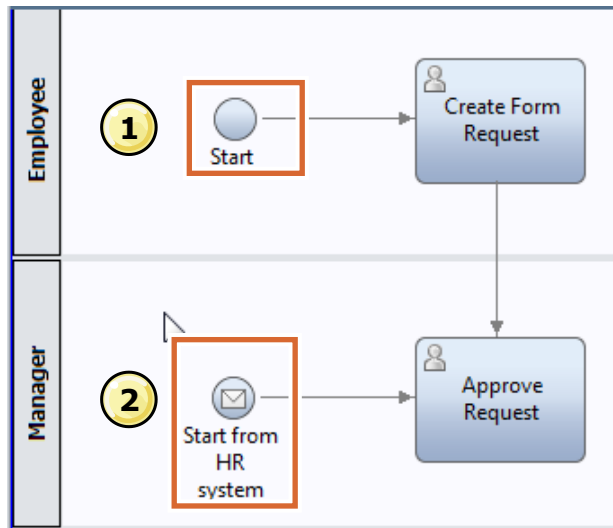 Employee
1
Start
Create Form
Request
Manager
2
Start from
HR
system
Approve
Request